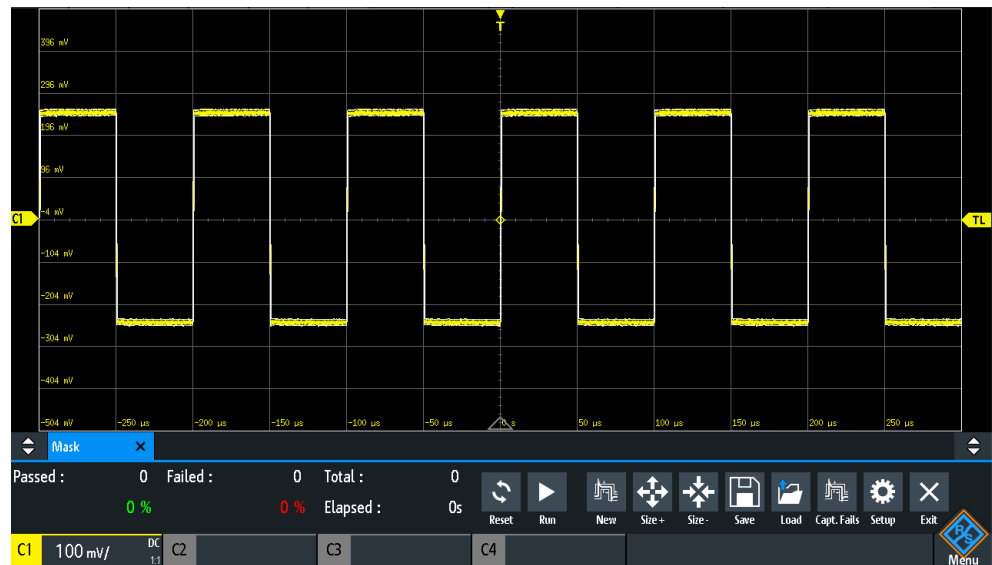 T
396 mV
296 mV
196 mV
96 mV
C1
-4 mV
TL
-104 mV
-204 mV
-304 mV
-404 mV
-504 mV -250 µs -200 µs -150 µs -100 µs -50 µs -0 s 50 µs 100 µs 150 µs 200 µs 250 µs
Mask ×
Passed : 0 Failed : 0 Total : 0
0 % 0 % Elapsed : 0s
Reset Run New Size + Size - Save Load Capt. Fails Setup Exit
C1 100 mV/ DC 1:1 C2 C3 C4
R&S
Menu